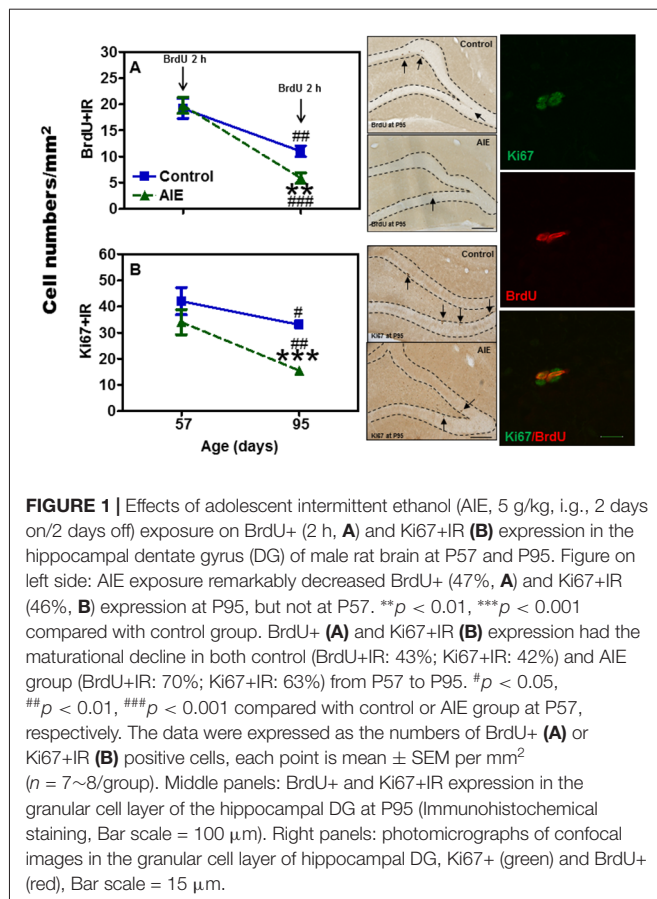 BrdU 2 h
BrdU 2 h
A
BrdU+IR
25
20
15
10
5
0
##
**
###
Control
AIE
Cell numbers/mm²
B
KI67+IR
60
50
40
30
20
10
0
#
##
***
57
95
Age (days)
Control
BrdU at P95
AIE
BrdU at P95
Control
Ki67 at P95
AIE
Ki67 at P95
Ki67
BrdU
Ki67/BrdU
FIGURE 1 | Effects of adolescent intermittent ethanol (AIE, 5 g/kg, i.g., 2 days
on/2 days off) exposure on BrdU+ (2 h, A) and Ki67+IR (B) expression in the
hippocampal dentate gyrus (DG) of male rat brain at P57 and P95. Figure on
left side: AIE exposure remarkably decreased BrdU+ (47%, A) and Ki67+IR
(46%, B) expression at P95, but not at P57. **p < 0.01, ***p < 0.001
compared with control group. BrdU+ (A) and Ki67+IR (B) expression had the
maturational decline in both control (BrdU+IR: 43%; Ki67+IR: 42%) and AIE
group (BrdU+IR: 70%; Ki67+IR: 63%) from P57 to P95. #p < 0.05,
##p < 0.01, ###p < 0.001 compared with control or AIE group at P57,
respectively. The data were expressed as the numbers of BrdU+ (A) or
Ki67+IR (B) positive cells, each point is mean ± SEM per mm²
(n = 7~8/group). Middle panels: BrdU+ and Ki67+IR expression in the
granular cell layer of the hippocampal DG at P95 (Immunohistochemical
staining, Bar scale = 100 μm). Right panels: photomicrographs of confocal
images in the granular cell layer of hippocampal DG, Ki67+ (green) and BrdU+
(red), Bar scale = 15 μm.